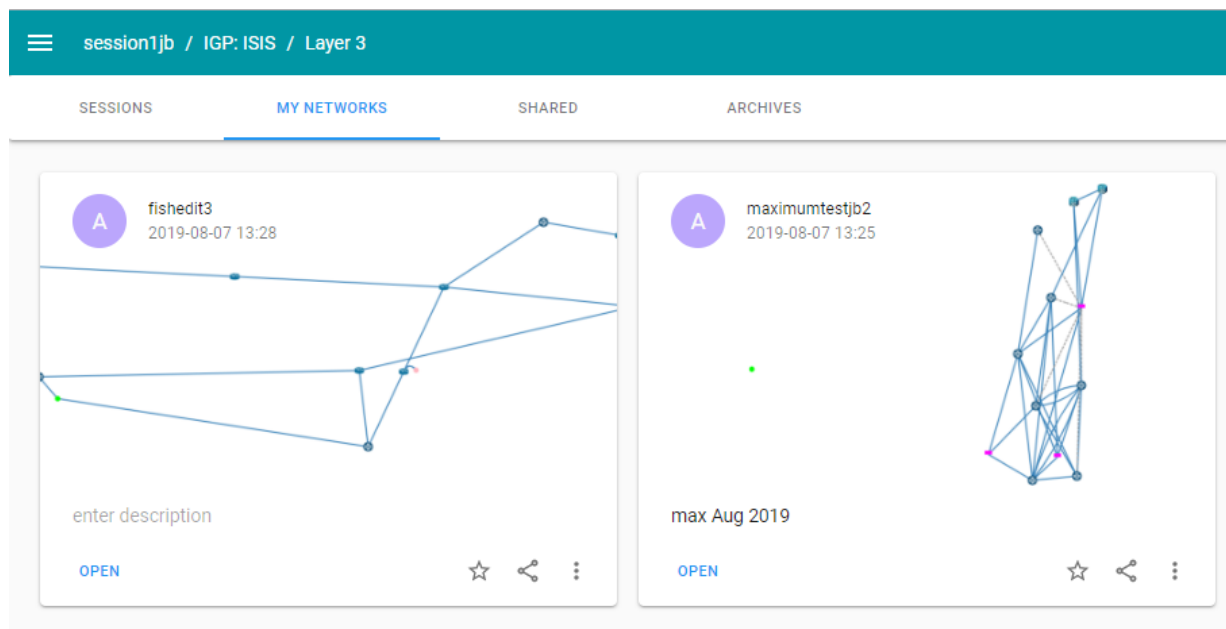 session1jb / IGP: ISIS / Layer 3
SESSIONS MY NETWORKS SHARED ARCHIVES
A
fishedit3
2019-08-07 13:28
enter description
OPEN
A
maximumtestjb2
2019-08-07 13:25
max Aug 2019
OPEN